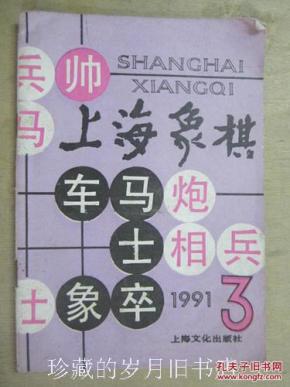 兵 帅 SHANGHAI
XIANGQI
马 上海象棋
车 马 炮
士 相 兵
士 象 卒 1991 3
上海文化出版社
珍藏的岁月旧书店